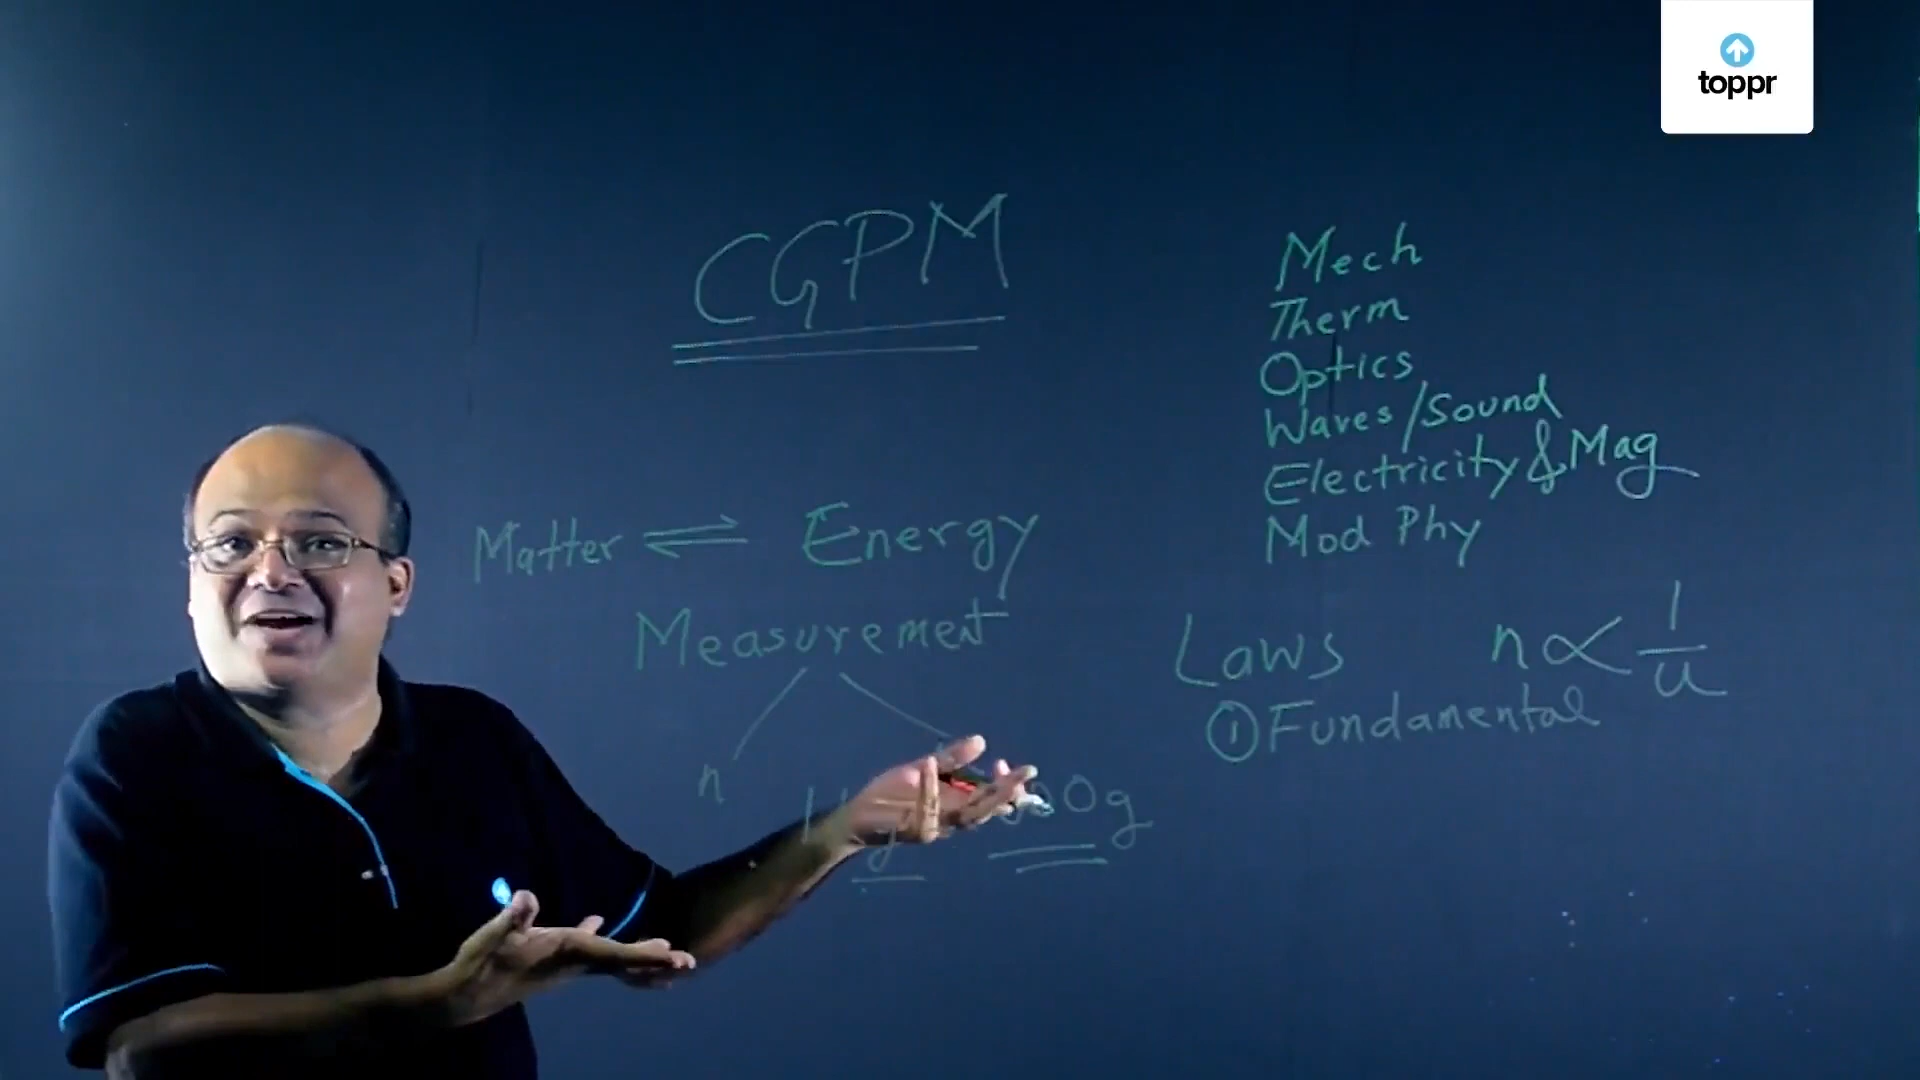 toppr
CGPM
Mech
Therm
Optics
Waves/Sound
Electricity & Mag
Mod Phy
Matter ⇌ Energy
Measurement
n
Laws n ∝ 1/u
① Fundamental